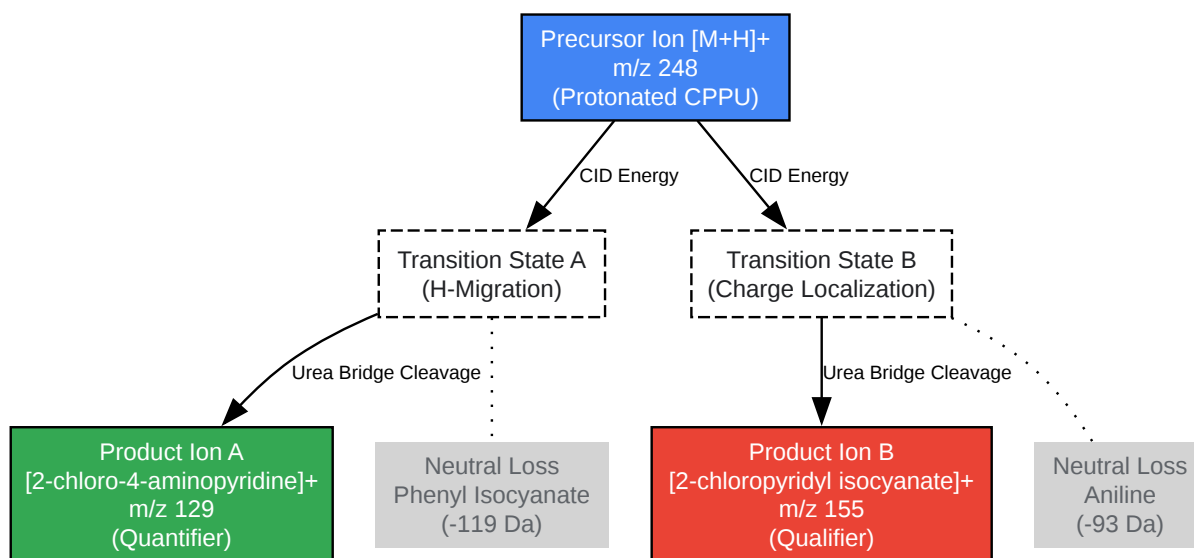 Precursor Ion [M+H]+
m/z 248
(Protonated CPPU)
CID Energy
CID Energy
Transition State A
(H-Migration)
Transition State B
(Charge Localization)
Urea Bridge Cleavage
Urea Bridge Cleavage
Product Ion A
[2-chloro-4-aminopyridine]+
m/z 129
(Quantifier)
Neutral Loss
Phenyl Isocyanate
(-119 Da)
Product Ion B
[2-chloropyridyl isocyanate]+
m/z 155
(Qualifier)
Neutral Loss
Aniline
(-93 Da)